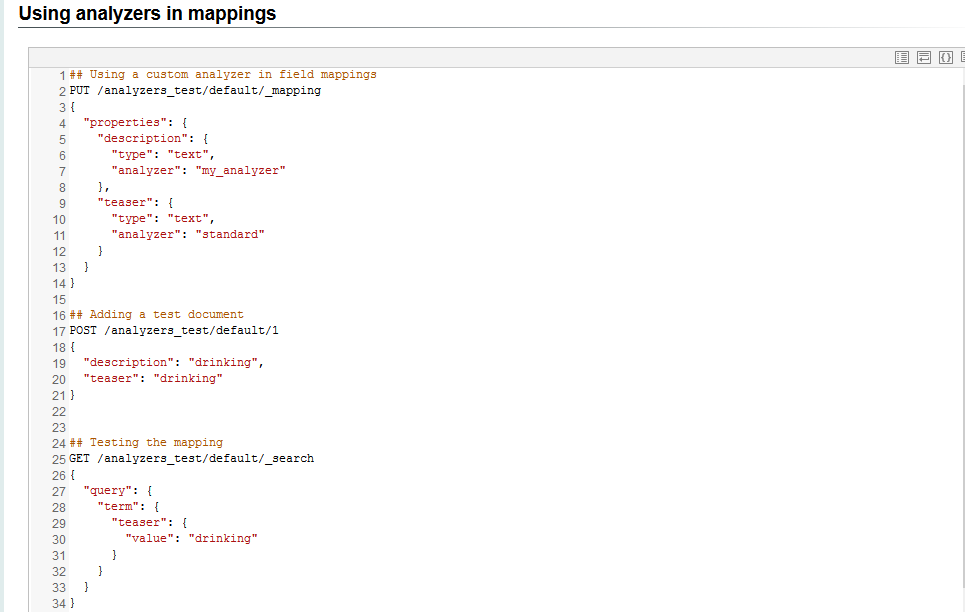 Using analyzers in mappings
1 ## Using a custom analyzer in field mappings
2 PUT /analyzers_test/default/_mapping
3 {
4   "properties": {
5     "description": {
6       "type": "text",
7       "analyzer": "my_analyzer"
8     },
9     "teaser": {
10       "type": "text",
11       "analyzer": "standard"
12     }
13   }
14 }
15
16 ## Adding a test document
17 POST /analyzers_test/default/1
18 {
19   "description": "drinking",
20   "teaser": "drinking"
21 }
22
23
24 ## Testing the mapping
25 GET /analyzers_test/default/_search
26 {
27   "query": {
28     "term": {
29       "teaser": {
30         "value": "drinking"
31       }
32     }
33   }
34 }